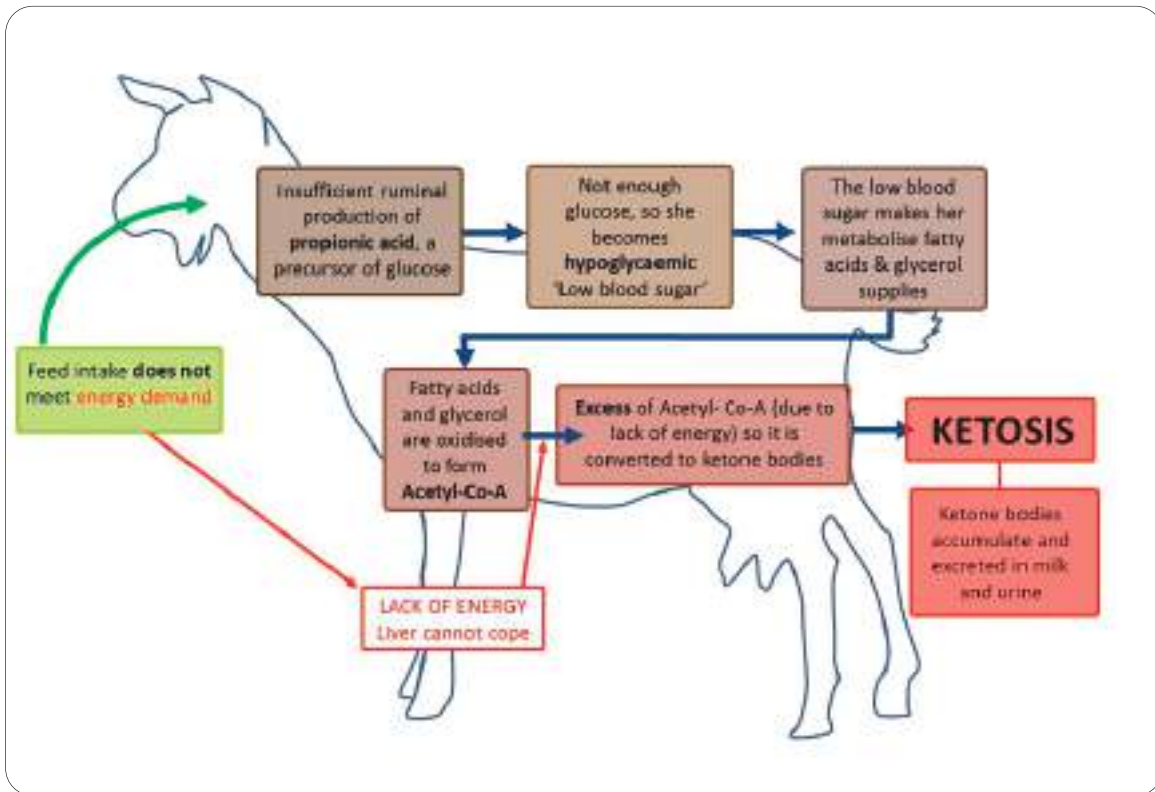 Insufficient ruminal
production of
propionic acid, a
precursor of glucose
Not enough
glucose, so she
becomes
hypoglycaemic
'Low blood sugar'
The low blood
sugar makes her
metabolise fatty
acids & glycerol
supplies
Feed intake does not
meet energy demand
Fatty acids
and glycerol
are oxidised
to form
Acetyl-Co-A
Excess of Acetyl- Co-A (due to
lack of energy) so it is
converted to ketone bodies
KETOSIS
Ketone bodies
accumulate and
excreted in milk
and urine
LACK OF ENERGY
Liver cannot cope